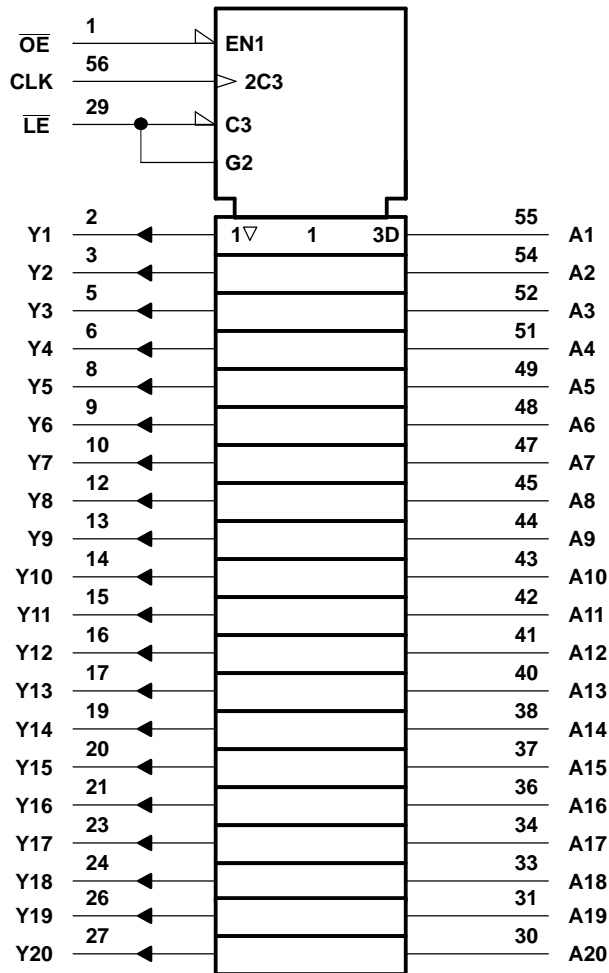 1
O̅E̅ EN1
56
CLK 2C3
29
L̅E̅ C3
G2
2 55
Y1 1▽ 1 3D A1
3 54
Y2 A2
5 52
Y3 A3
6 51
Y4 A4
8 49
Y5 A5
9 48
Y6 A6
10 47
Y7 A7
12 45
Y8 A8
13 44
Y9 A9
14 43
Y10 A10
15 42
Y11 A11
16 41
Y12 A12
17 40
Y13 A13
19 38
Y14 A14
20 37
Y15 A15
21 36
Y16 A16
23 34
Y17 A17
24 33
Y18 A18
26 31
Y19 A19
27 30
Y20 A20